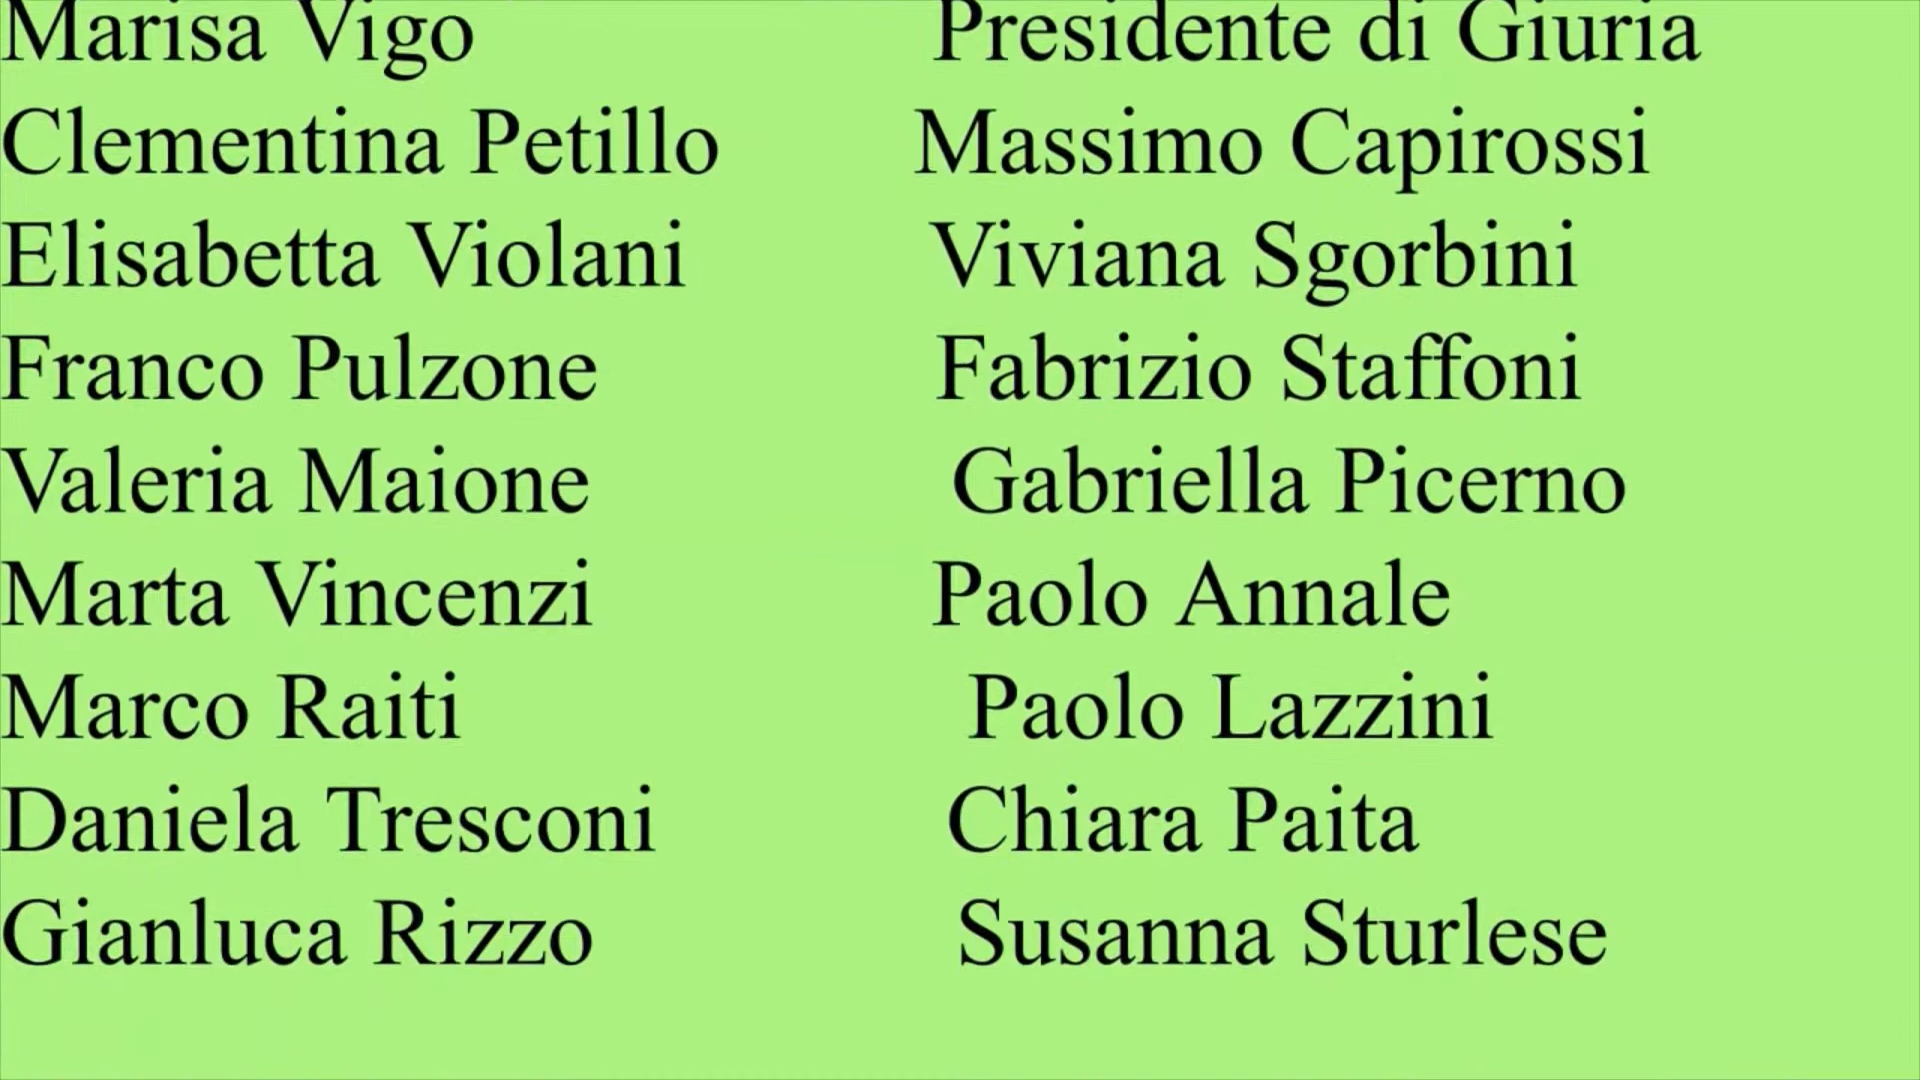 Marisa Vigo Presidente di Giuria
Clementina Petillo Massimo Capirossi
Elisabetta Violani Viviana Sgorbini
Franco Pulzone Fabrizio Staffoni
Valeria Maione Gabriella Picerno
Marta Vincenzi Paolo Annale
Marco Raiti Paolo Lazzini
Daniela Tresconi Chiara Paita
Gianluca Rizzo Susanna Sturlese